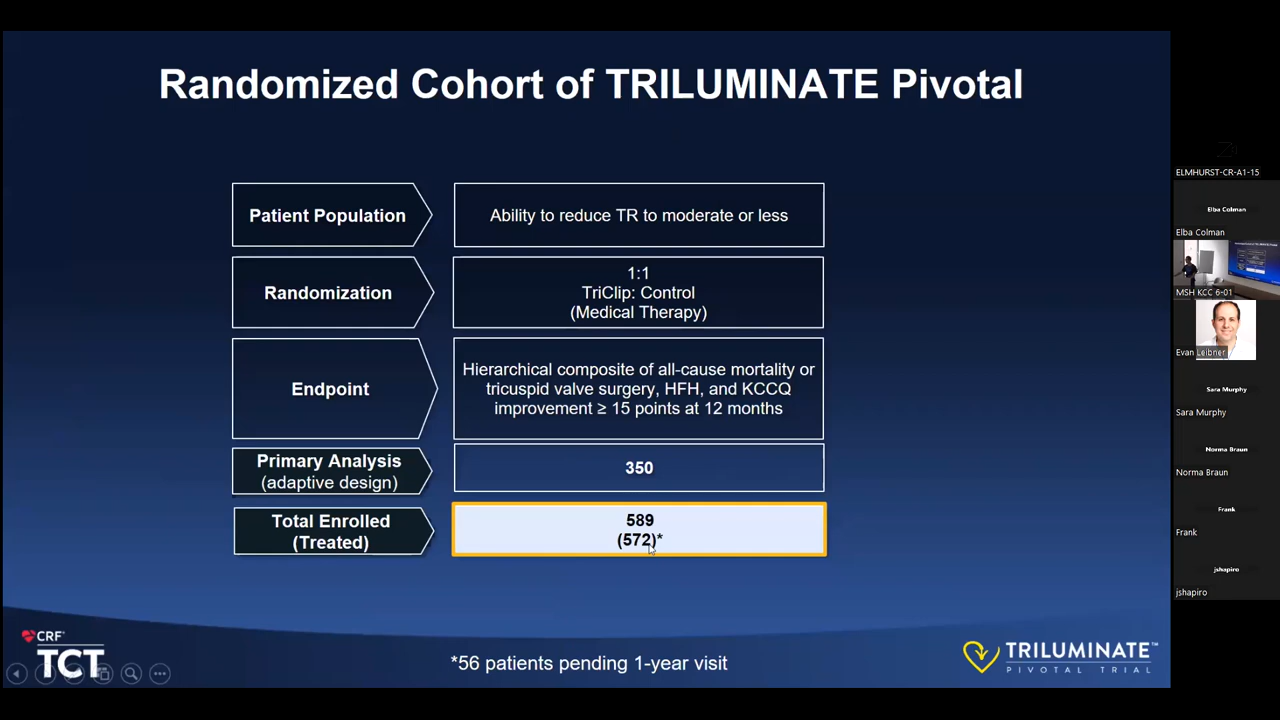 Randomized Cohort of TRILUMINATE Pivotal
Patient Population
Ability to reduce TR to moderate or less
Randomization
1:1
TriClip: Control
(Medical Therapy)
Endpoint
Hierarchical composite of all-cause mortality or
tricuspid valve surgery, HFH, and KCCQ
improvement ≥ 15 points at 12 months
Primary Analysis
(adaptive design)
350
Total Enrolled
(Treated)
589
(572)*
*56 patients pending 1-year visit
CRF™
TCT
TRILUMINATE™
PIVOTAL TRIAL
ELMHURST-CR-A1-15
Elba Colman
Elba Colman
MSH KCC 6-01
Evan Leibner
Sara Murphy
Sara Murphy
Norma Braun
Norma Braun
Frank
Frank
jshapiro
jshapiro